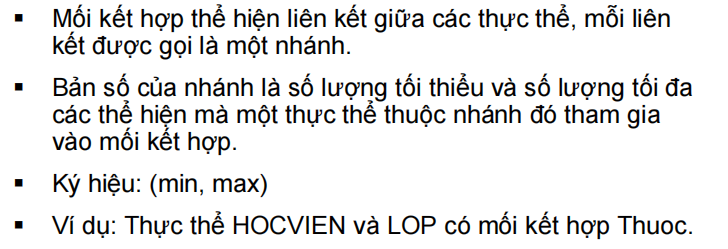 ▪ Mối kết hợp thể hiện liên kết giữa các thực thể, mỗi liên
kết được gọi là một nhánh.
▪ Bản số của nhánh là số lượng tối thiểu và số lượng tối đa
các thể hiện mà một thực thể thuộc nhánh đó tham gia
vào mối kết hợp.
▪ Ký hiệu: (min, max)
▪ Ví dụ: Thực thể HOCVIEN và LOP có mối kết hợp Thuoc.